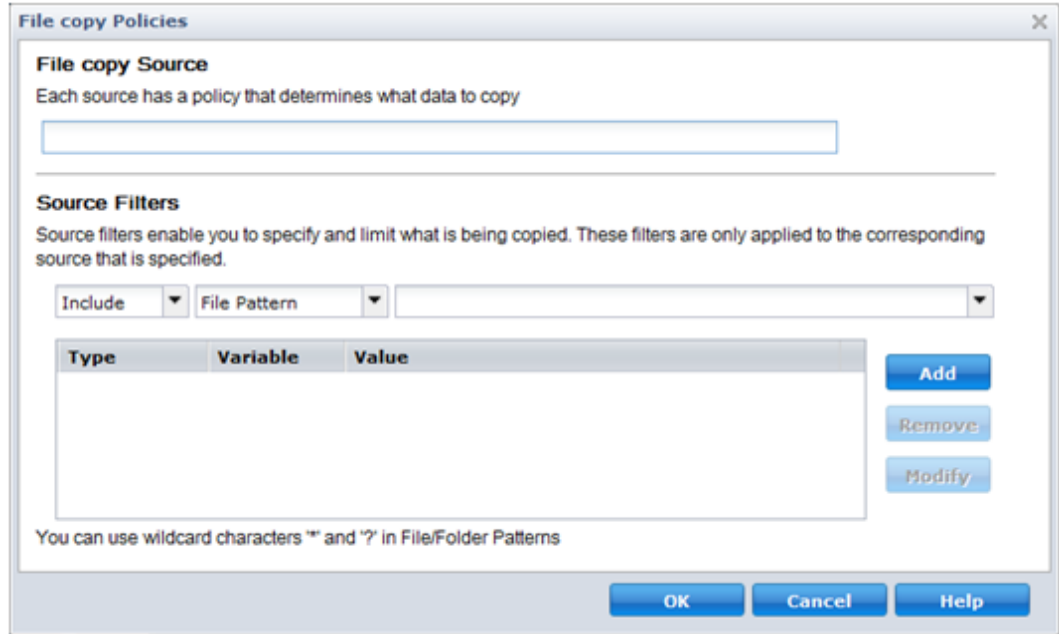 File copy Policies
File copy Source
Each source has a policy that determines what data to copy
Source Filters
Source filters enable you to specify and limit what is being copied. These filters are only applied to the corresponding
source that is specified.
Include File Pattern
Type Variable Value
Add
Remove
Modify
You can use wildcard characters '*' and '?' in File/Folder Patterns
OK Cancel Help